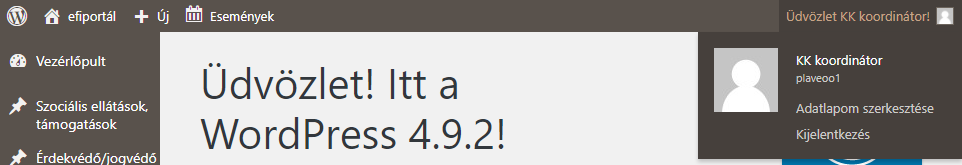 efiportál
Új
Események
Üdvözlet KK koordinátor!
Vezérlőpult
Szociális ellátások,
támogatások
Érdekvédő/jogvédő
Üdvözlet! Itt a
WordPress 4.9.2!
KK koordinátor
plaveoo1
Adatlapom szerkesztése
Kijelentkezés